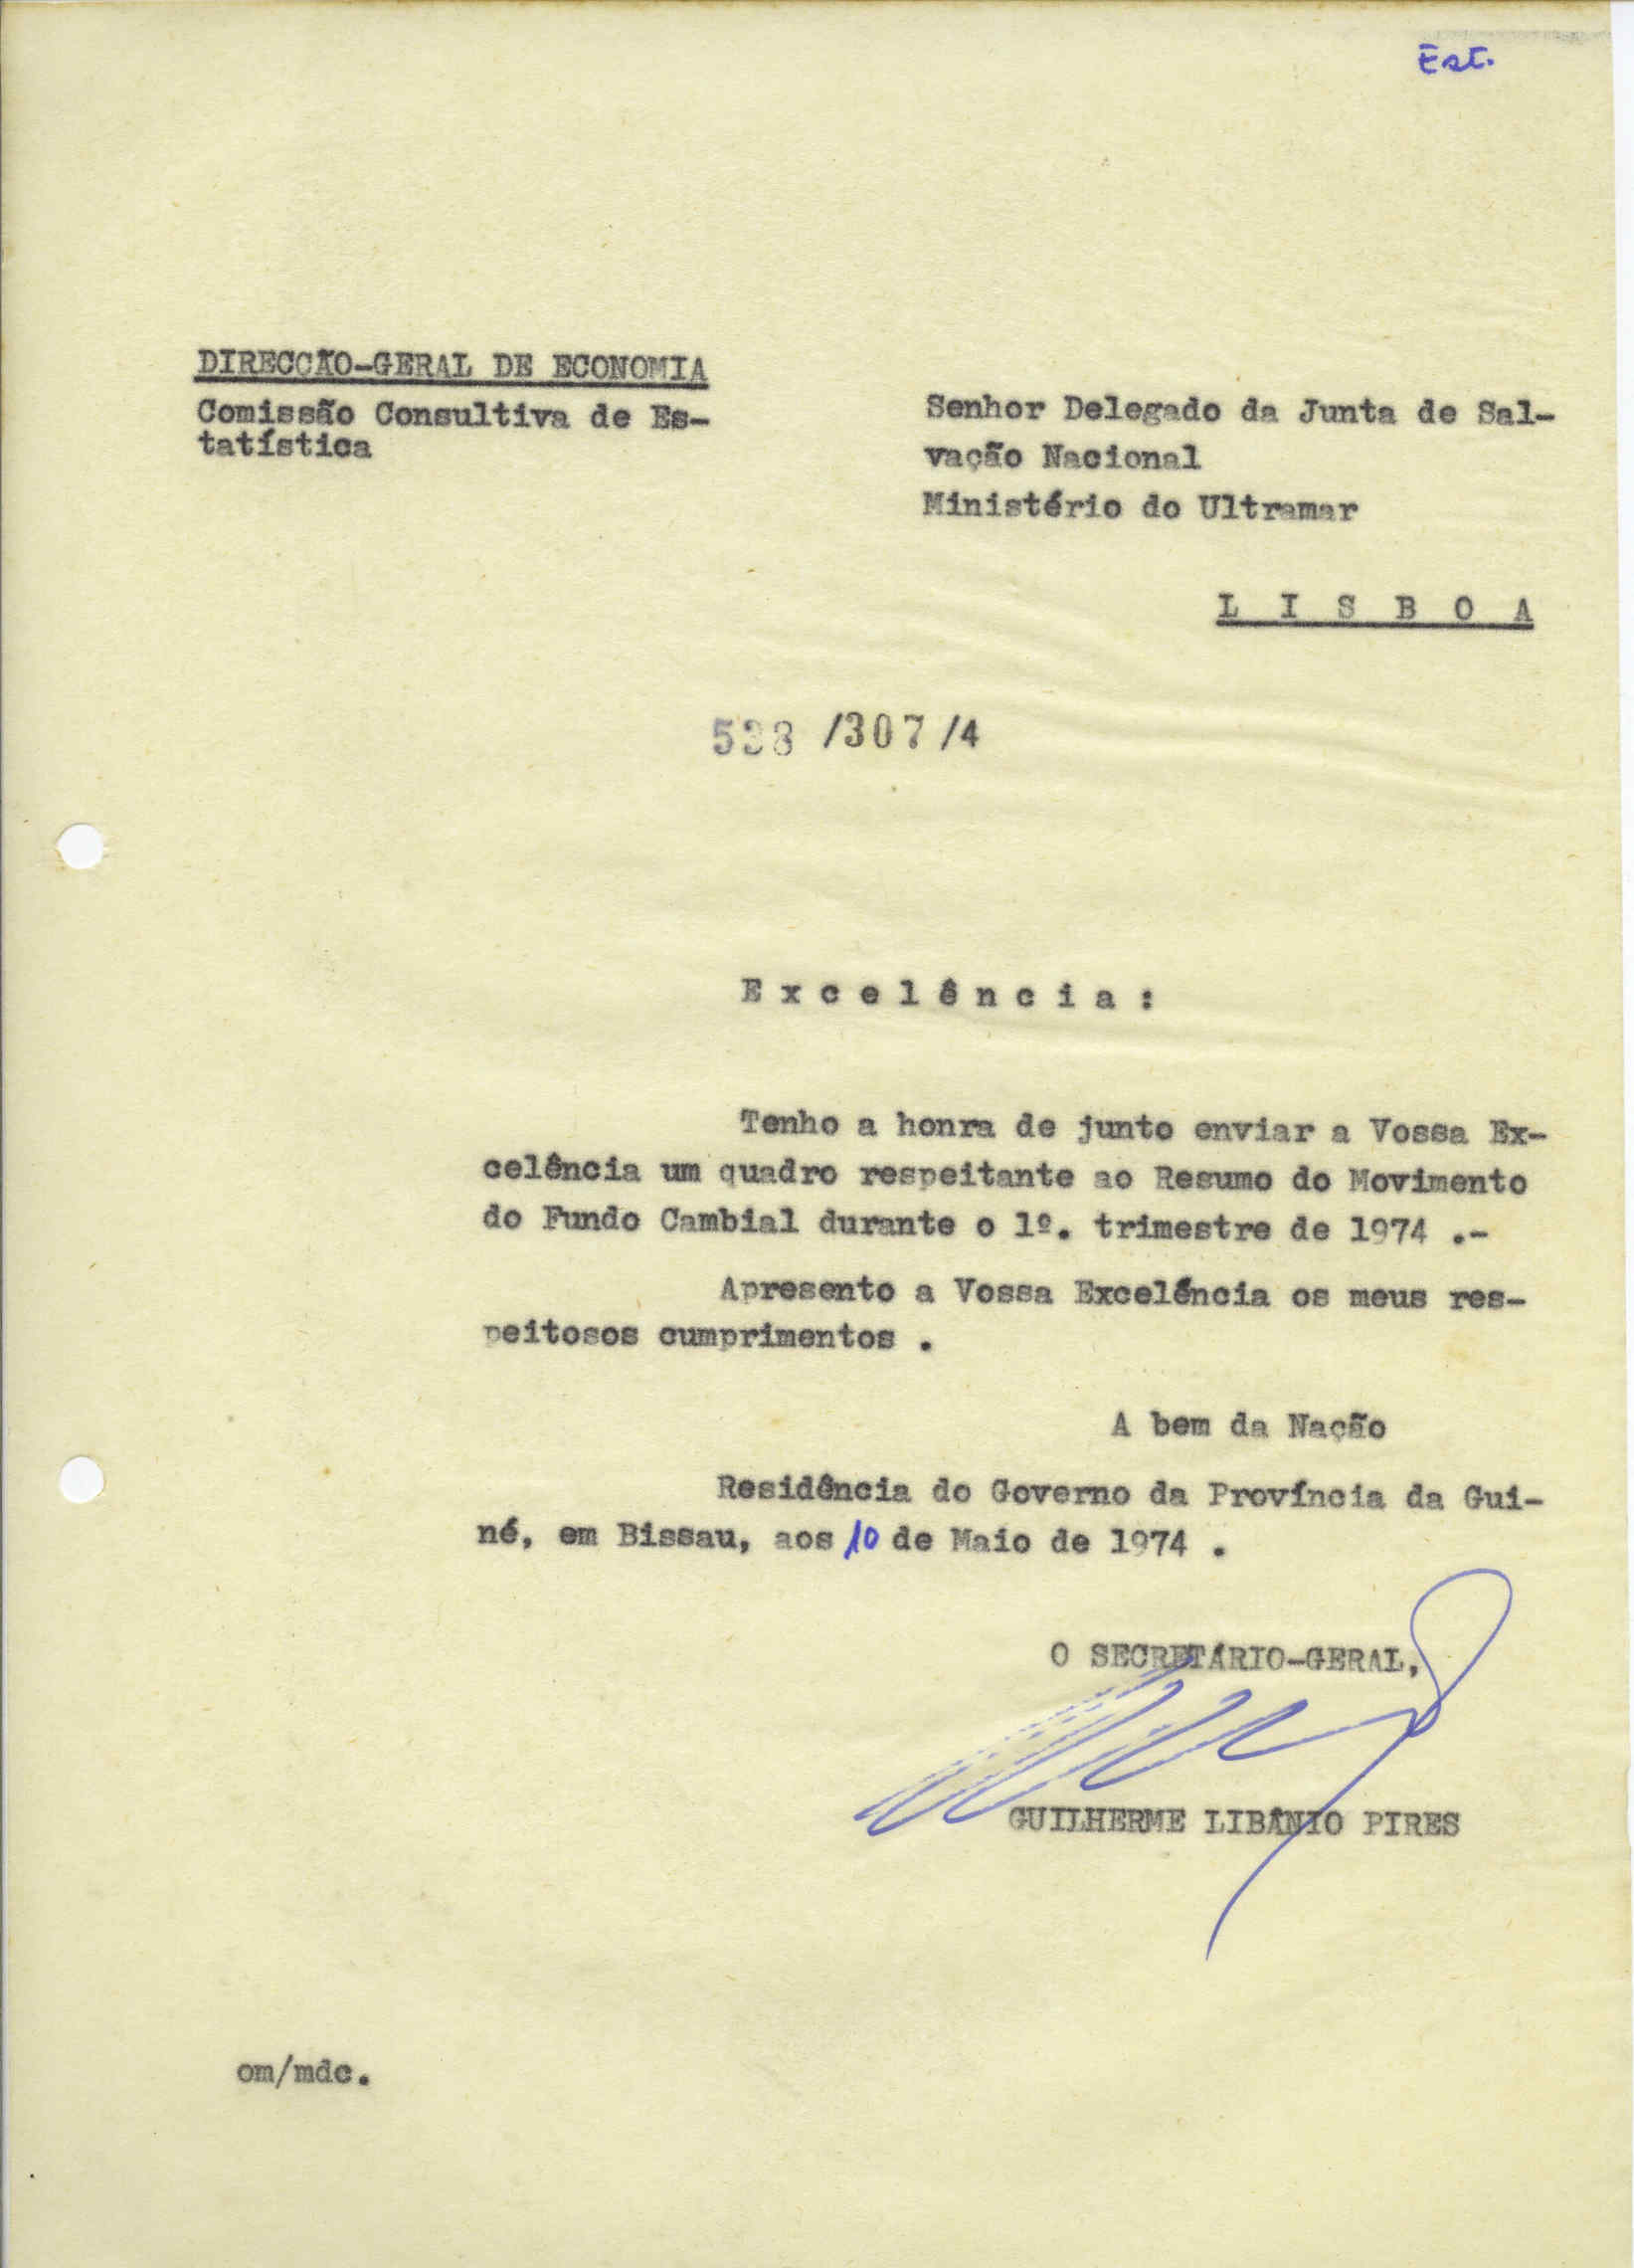 Est.
DIRECCÃO-GERAL DE ECONOMIA
Comissão Consultiva de Es-
tatística
Senhor Delegado da Junta de Sal-
vação Nacional
Ministério do Ultramar
L I S B O A
538 /307/4
E x c e l ê n c i a :
Tenho a honra de junto enviar a Vossa Ex-
celência um quadro respeitante ao Resumo do Movimento
do Fundo Cambial durante o 1º. trimestre de 1974 .-
Apresento a Vossa Excelência os meus res-
peitosos cumprimentos .
A bem da Nação
Residência do Governo da Província da Gui-
né, em Bissau, aos 10 de Maio de 1974 .
O SECRETÁRIO-GERAL,
GUILHERME LIBÂNIO PIRES
om/mdc.